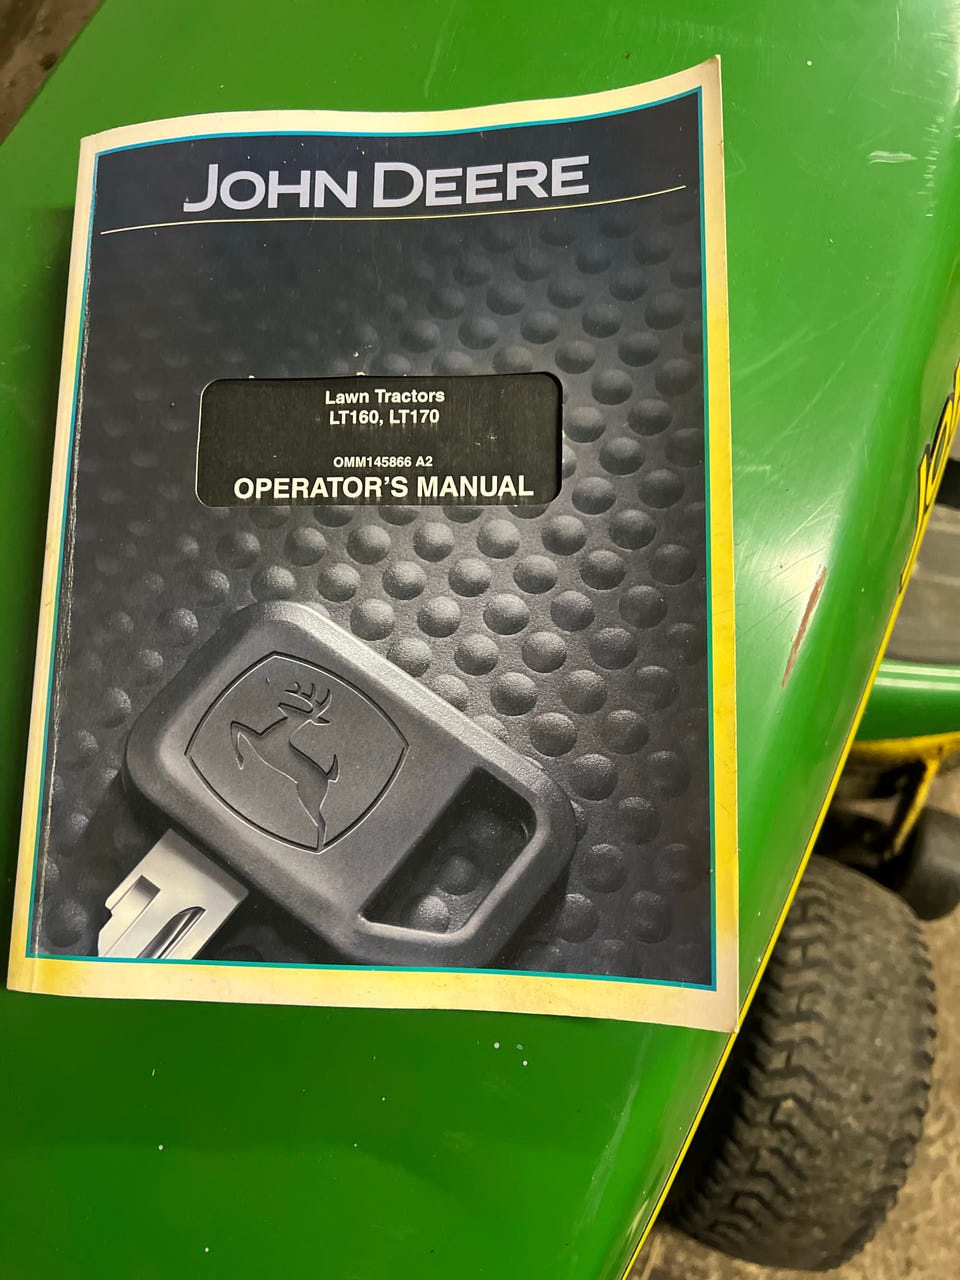 JOHN DEERE
Lawn Tractors
LT160, LT170
OMM145866 A2
OPERATOR'S MANUAL